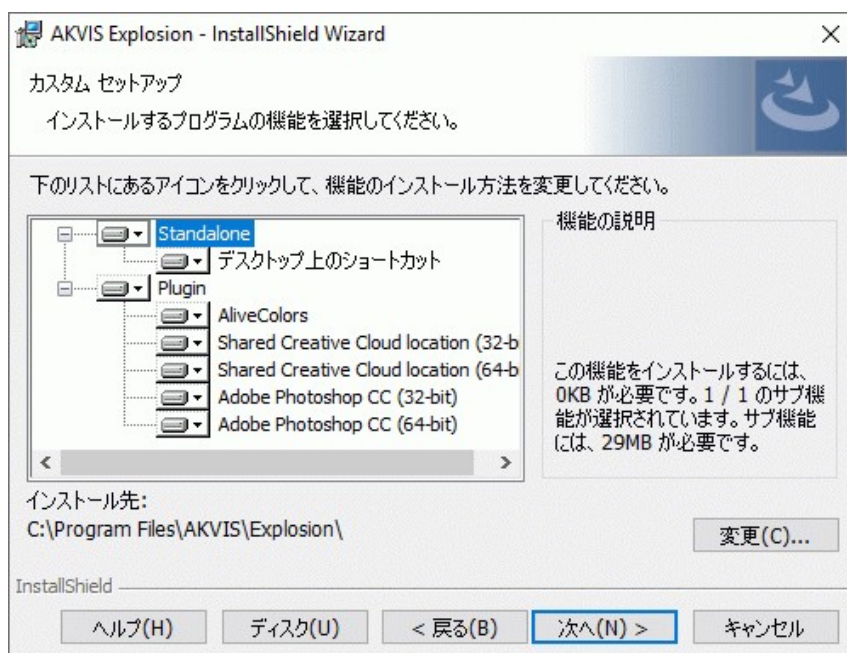 AKVIS Explosion - InstallShield Wizard
カスタム セットアップ
インストールするプログラムの機能を選択してください。
下のリストにあるアイコンをクリックして、機能のインストール方法を変更してください。
Standalone
デスクトップ上のショートカット
Plugin
AliveColors
Shared Creative Cloud location (32-b
Shared Creative Cloud location (64-b
Adobe Photoshop CC (32-bit)
Adobe Photoshop CC (64-bit)
機能の説明
この機能をインストールするには、
0KB が必要です。1 / 1 のサブ機
能が選択されています。サブ機能
には、29MB が必要です。
インストール先:
C:\Program Files\AKVIS\Explosion\
変更(C)...
InstallShield
ヘルプ(H)
ディスク(U)
< 戻る(B)
次へ(N) >
キャンセル